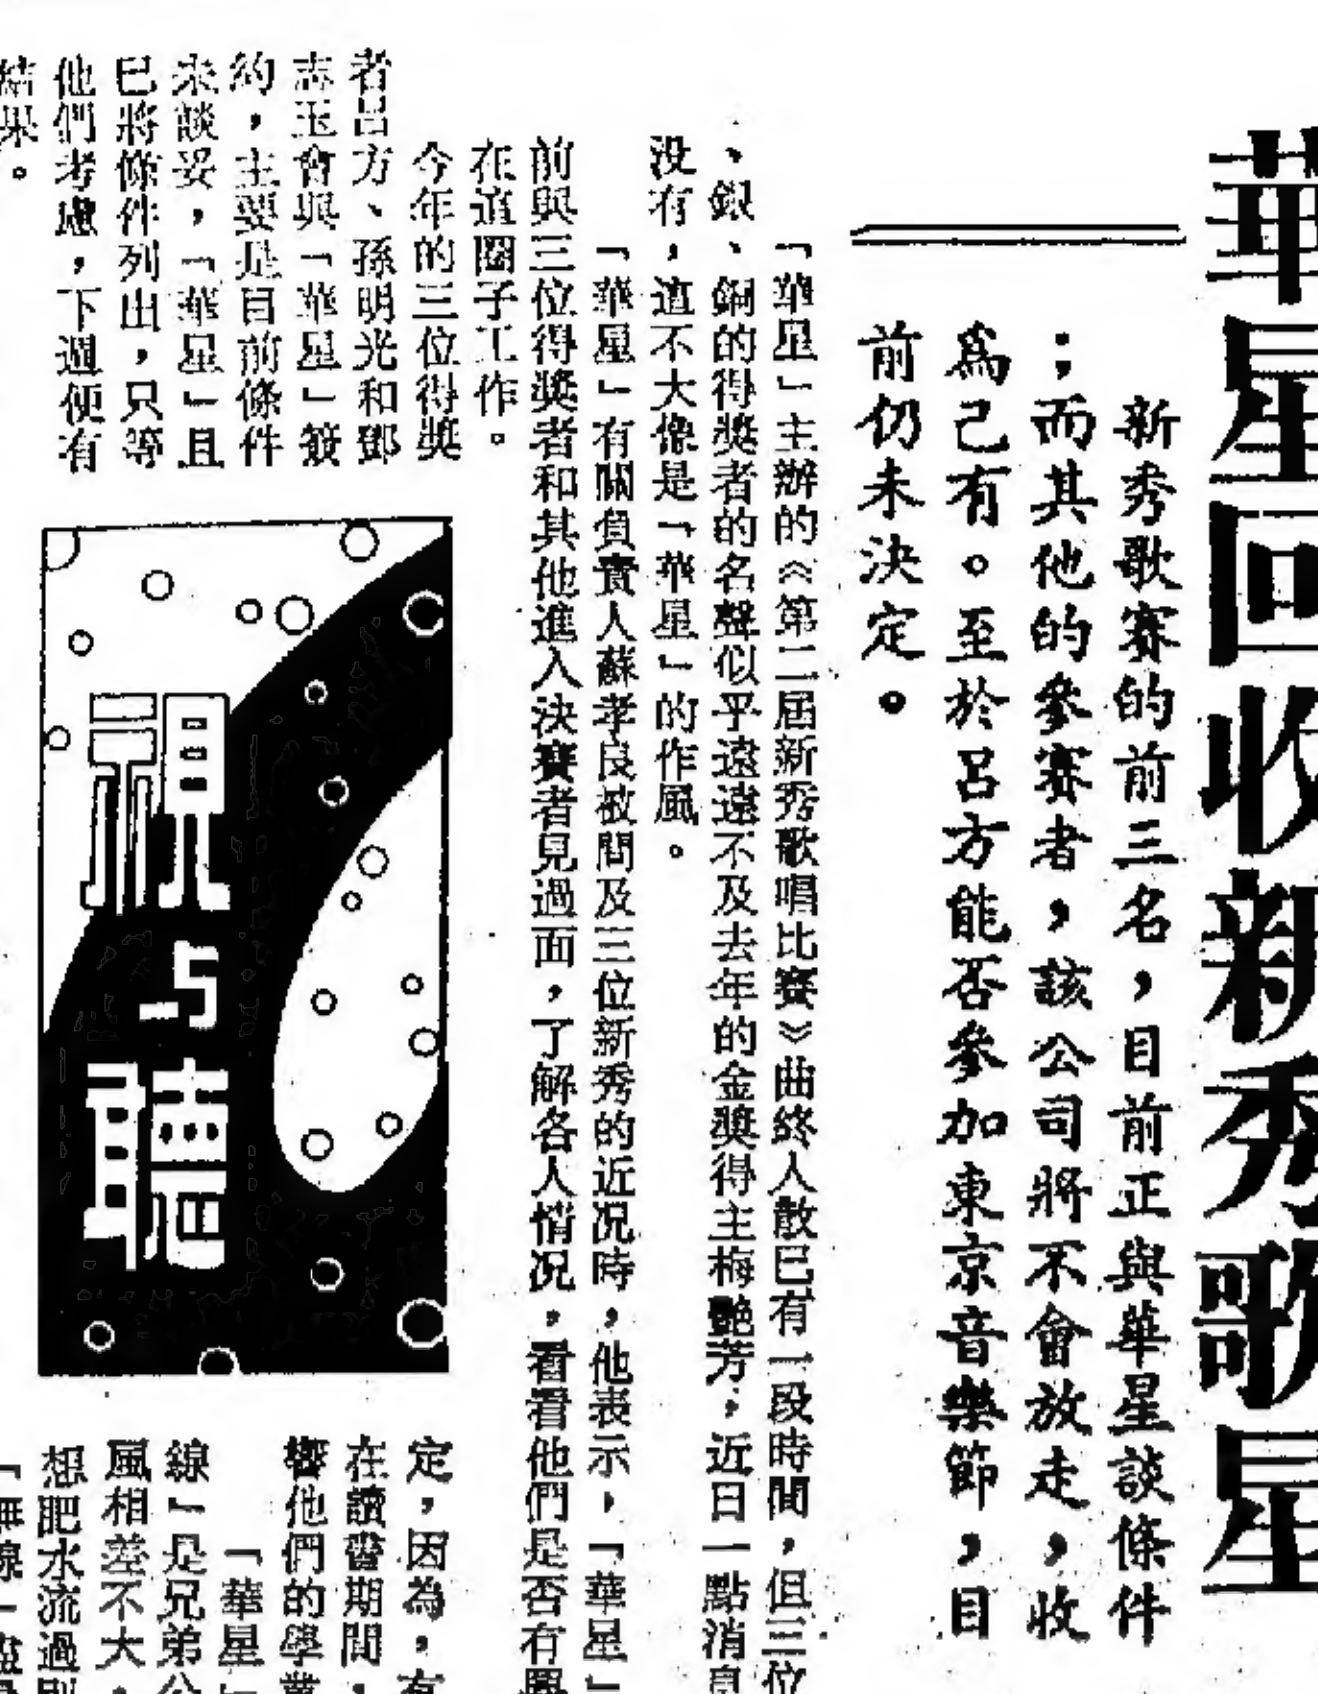 華星回收新秀歌星
新秀歌賽的前三名，目前正與華星談條件
；而其他的參賽者，該公司將不會放走，收
爲己有。至於呂方能否參加東京音樂節，目
前仍未決定。
「華星」主辦的《第二屆新秀歌唱比賽》曲終人散已有一段時間，但三位
、銀、銅的得獎者的名聲似乎遠遠不及去年的金獎得主梅艷芳，近日一點消息
没有，這不大像是「華星」的作風。
「華星」有關負責人蘇孝良被問及三位新秀的近况時，他表示，「華星」
前與三位得獎者和其他進入決賽者見過面，了解各人情况，看看他們是否有興
在這圈子工作。
今年的三位得獎
者呂方、孫明光和鄧
志玉會與「華星」簽
約，主要是目前條件
未談妥，「華星」且
已將條件列出，只等
他們考慮，下週便有
結果。
視与聽
定，因為，有
在讀書期間，
響他們的學業
「華星」
線」是兄弟公
風相差不大，
想肥水流過別
「無線」